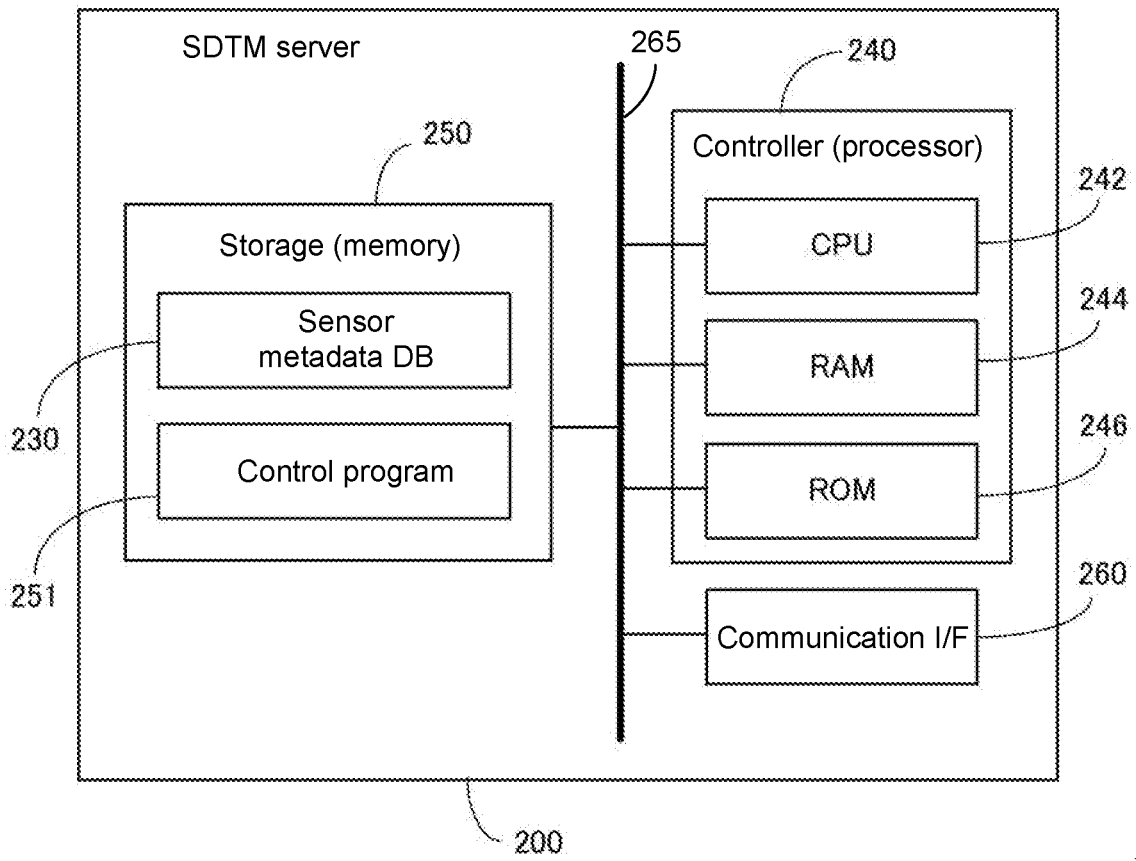 SDTM server
265
240
250
Controller (processor)
242
Storage (memory)
CPU
Sensor
metadata DB
244
RAM
230
246
Control program
ROM
251
260
Communication I/F
200